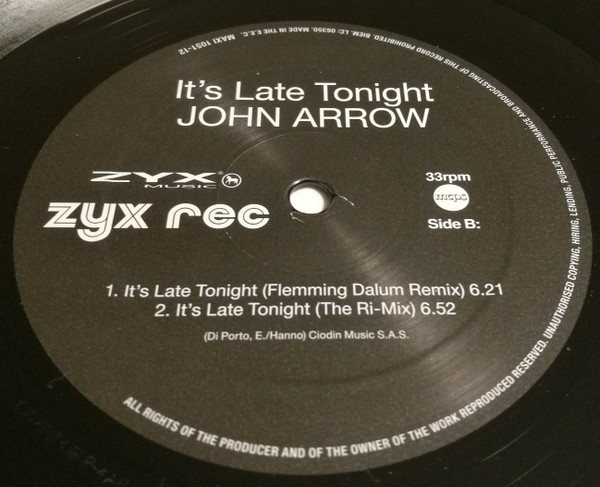 MAXI 1051-12
MADE IN THE E.E.C.
BIEM. LC: 06350.
UNAUTHORISED COPYING, HIRING, LENDING, PUBLIC PERFORMANCE AND BROADCASTING OF THIS RECORD PROHIBITED.
It's Late Tonight
JOHN ARROW
ZYX®
MUSIC
zyx rec
33rpm
mcps
Side B:
1. It's Late Tonight (Flemming Dalum Remix) 6.21
2. It's Late Tonight (The Ri-Mix) 6.52
(Di Porto, E./Hanno) Ciodin Music S.A.S.
ALL RIGHTS OF THE PRODUCER AND OF THE OWNER OF THE WORK REPRODUCED RESERVED.